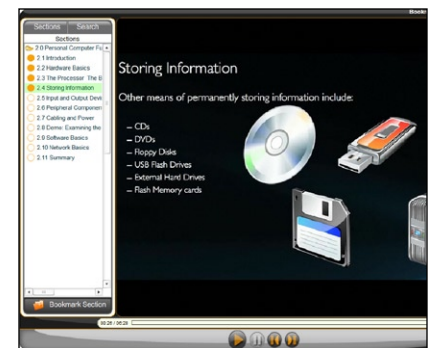 Sections Search
Sections
2.0 Personal Computer Fu
2.1 Introduction
2.2 Hardware Basics
2.3 The Processor The B
2.4 Storing Information
2.5 Input and Output Devi
2.6 Peripheral Componen
2.7 Cabling and Power
2.8 Demo: Examining the
2.9 Software Basics
2.10 Network Basics
2.11 Summary
Bookmark Section
Storing Information
Other means of permanently storing information include:
– CDs
– DVDs
– Floppy Disks
– USB Flash Drives
– External Hard Drives
– Flash Memory cards